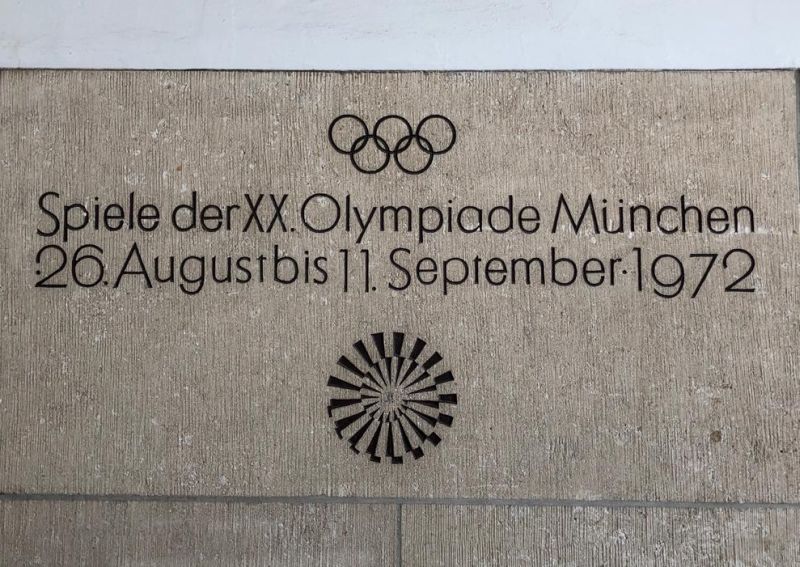 Spiele der XX. Olympiade München
26. August bis 11. September 1972